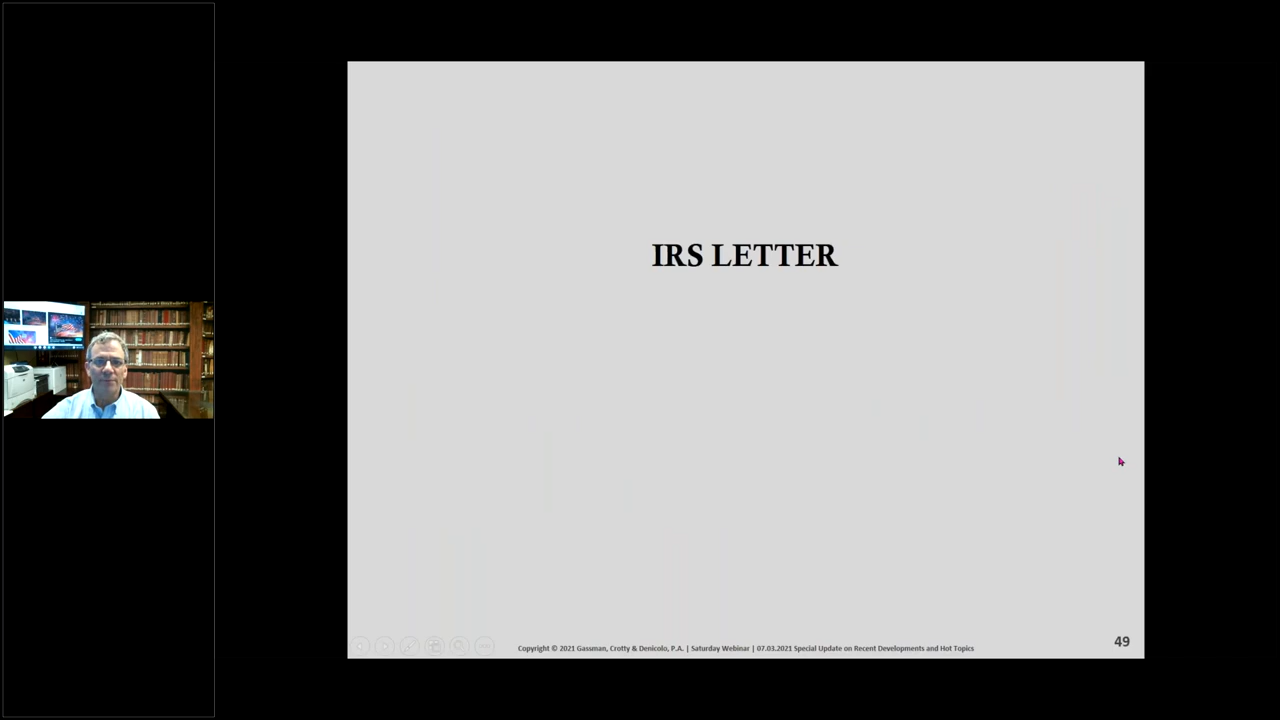 IRS LETTER
Copyright © 2021 Gassman, Crotty & Denicolo, P.A. | Saturday Webinar | 07.03.2021 Special Update on Recent Developments and Hot Topics
49